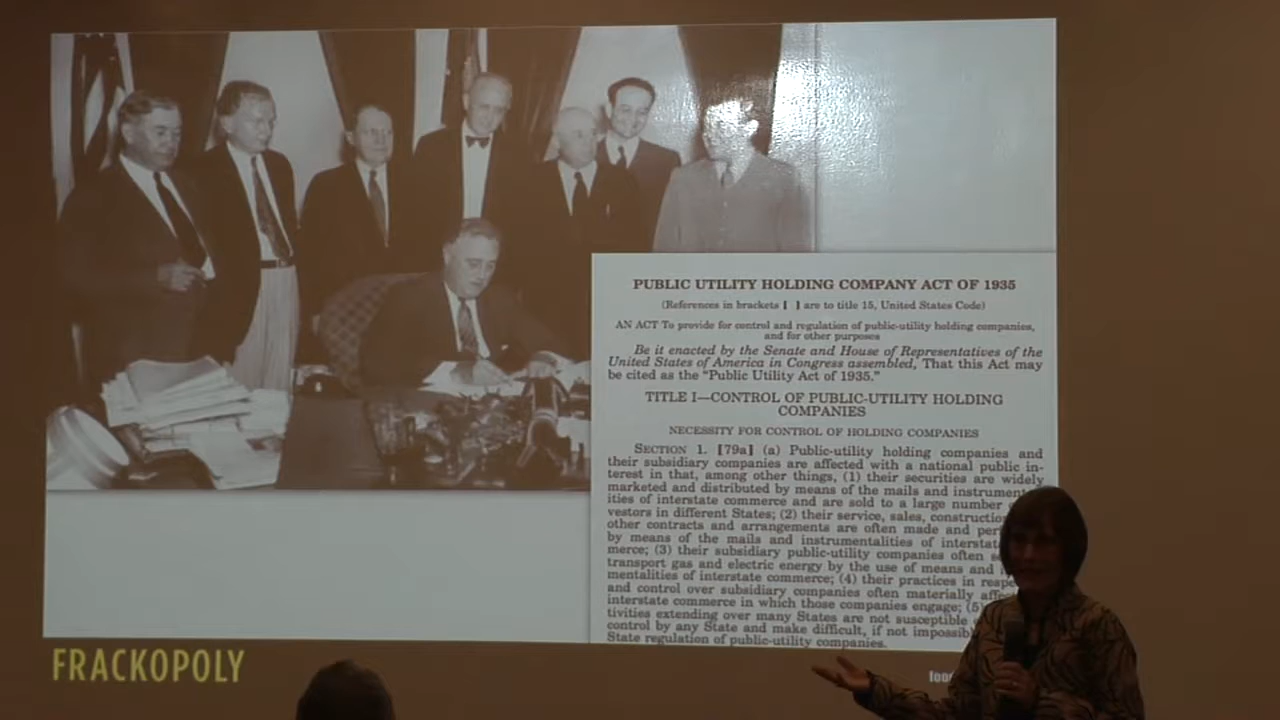 PUBLIC UTILITY HOLDING COMPANY ACT OF 1935
(References in brackets [ ] are to title 15, United States Code)
AN ACT To provide for control and regulation of public-utility holding companies,
and for other purposes
Be it enacted by the Senate and House of Representatives of the
United States of America in Congress assembled, That this Act may
be cited as the "Public Utility Act of 1935."
TITLE I—CONTROL OF PUBLIC-UTILITY HOLDING
COMPANIES
NECESSITY FOR CONTROL OF HOLDING COMPANIES
SECTION 1. [79a] (a) Public-utility holding companies and
their subsidiary companies are affected with a national public in-
terest in that, among other things, (1) their securities are widely
marketed and distributed by means of the mails and instrument
ities of interstate commerce and are sold to a large number
vestors in different States; (2) their service, sales, construction
other contracts and arrangements are often made and
by means of the mails and instrumentalities of
merce; (3) their subsidiary public-utility companies often
transport gas and electric energy by the use of means and
mentalities of interstate commerce; (4) their practices in
and control over subsidiary companies often materially
interstate commerce in which those companies engage; (5)
tivities extending over many States are not susceptible
control by any State and make difficult, if not
State regulation of public-utility companies.
FRACKOPOLY